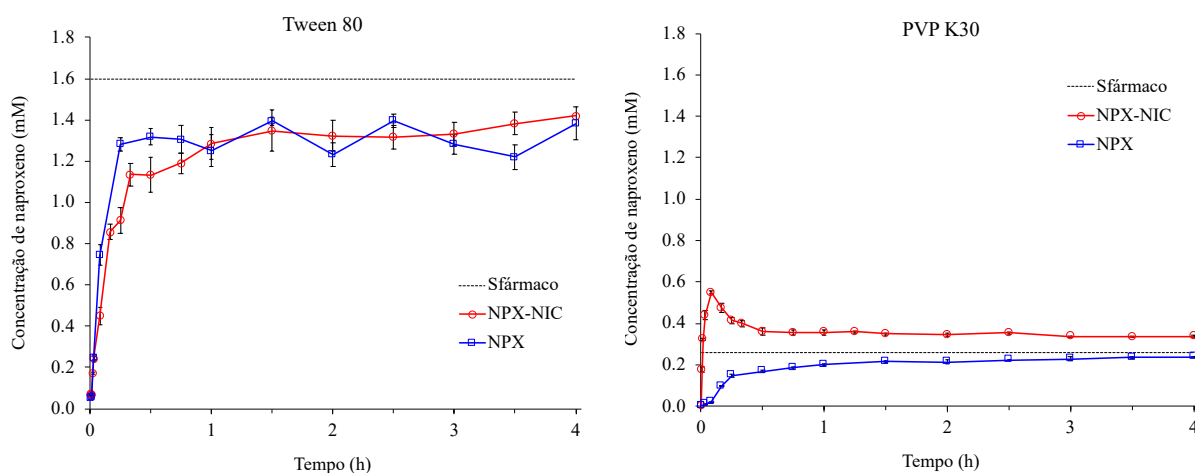 Tween 80
Concentração de naproxeno (mM)
1.8
1.6
1.4
1.2
1.0
0.8
0.6
0.4
0.2
0.0
0
1
2
3
4
Tempo (h)
Sfármaco
NPX-NIC
NPX
PVP K30
Concentração de naproxeno (mM)
1.8
1.6
1.4
1.2
1.0
0.8
0.6
0.4
0.2
0.0
0
1
2
3
4
Tempo (h)
Sfármaco
NPX-NIC
NPX